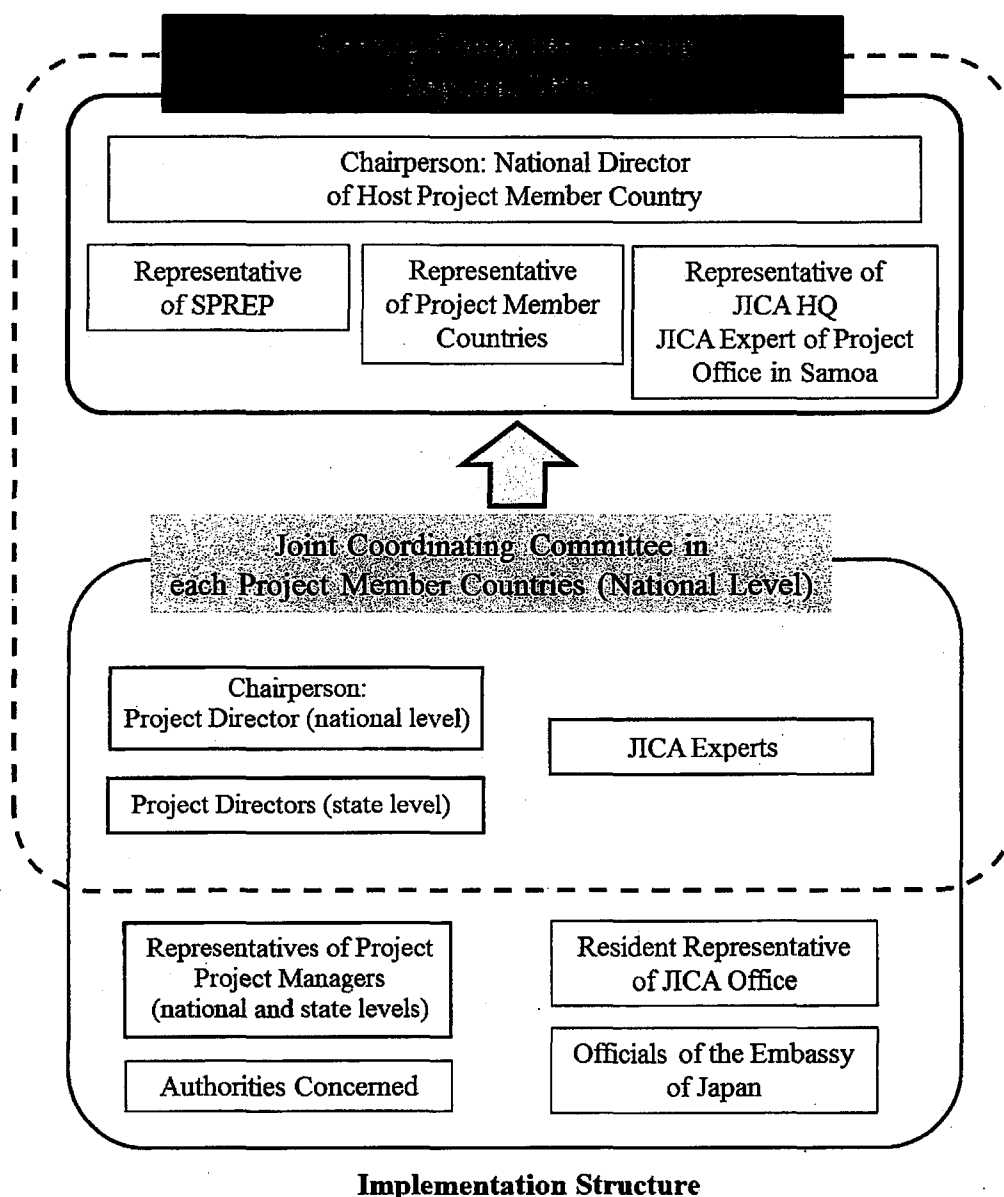 Chairperson: National Director
of Host Project Member Country
Representative
of SPREP
Representative
of Project Member
Countries
Representative of
JICA HQ
JICA Expert of Project
Office in Samoa
Joint Coordinating Committee in
each Project Member Countries (National Level)
Chairperson:
Project Director (national level)
Project Directors (state level)
JICA Experts
Representatives of Project
Project Managers
(national and state levels)
Authorities Concerned
Resident Representative
of JICA Office
Officials of the Embassy
of Japan
Implementation Structure